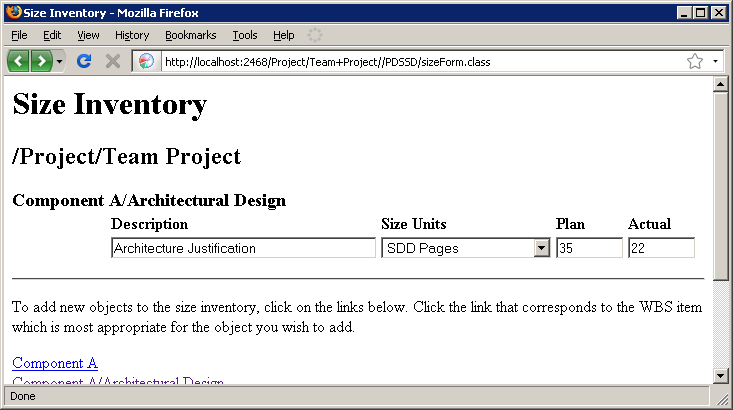 Size Inventory - Mozilla Firefox
File Edit View History Bookmarks Tools Help
http://localhost:2468/Project/Team+Project//PDSSD/sizeForm.class
Size Inventory
/Project/Team Project
Component A/Architectural Design
Description Size Units Plan Actual
Architecture Justification SDD Pages 35 22
To add new objects to the size inventory, click on the links below. Click the link that corresponds to the WBS item
which is most appropriate for the object you wish to add.
Component A
Component A/Architectural Design
Done